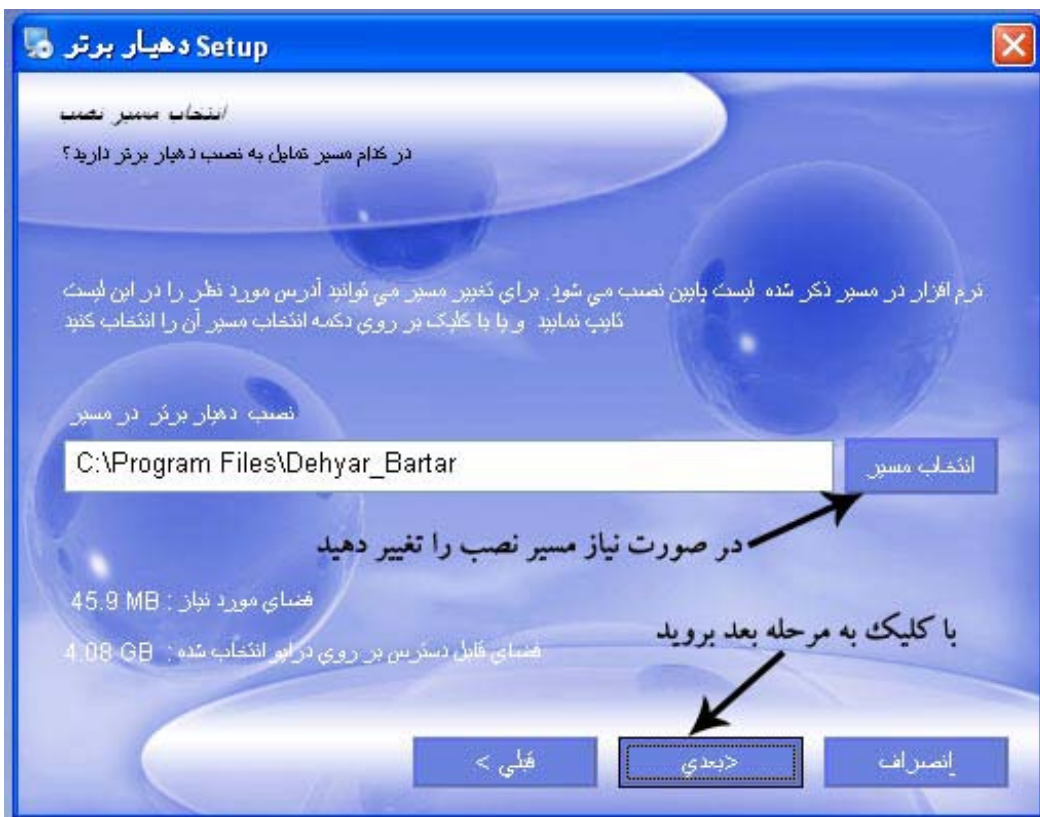 دهیار برتر Setup
انتخاب مسیر نصب
در کدام مسیر تمایل به نصب دهیار برتر دارید؟
نرم افزار در مسیر ذکر شده لیست پایین نصب می شود. برای تغییر مسیر می توانید آدرس مورد نظر را در این لیست
تایپ نمایید و یا با کلیک بر روی دکمه انتخاب مسیر آن را انتخاب کنید
نصب دهیار برتر در مسیر
C:\Program Files\Dehyar_Bartar
انتخاب مسیر
در صورت نیاز مسیر نصب را تغییر دهید
فضای مورد نیاز : 45.9 MB
با کلیک به مرحله بعد بروید
فضای قابل دسترس بر روی درایو انتخاب شده : 4.08 GB
إنصراف
بعدی>
قبلی >